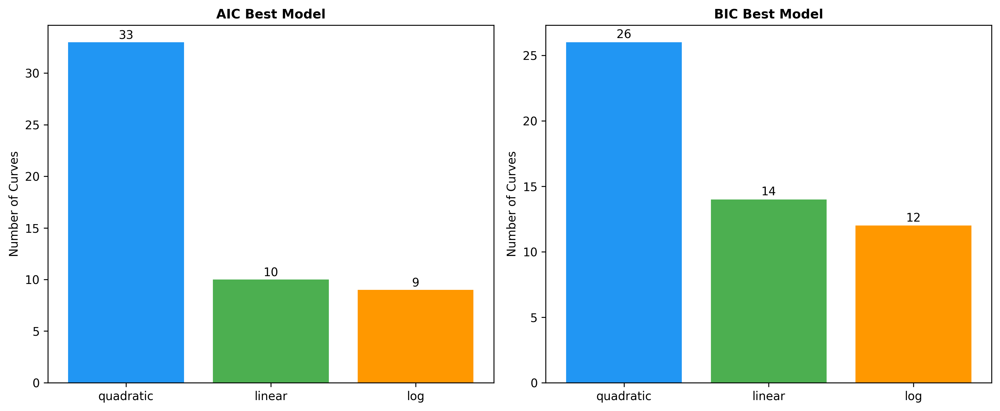 AIC Best Model
Number of Curves
30
25
20
15
10
5
0
33
10
9
quadratic
linear
log
BIC Best Model
Number of Curves
25
20
15
10
5
0
26
14
12
quadratic
linear
log